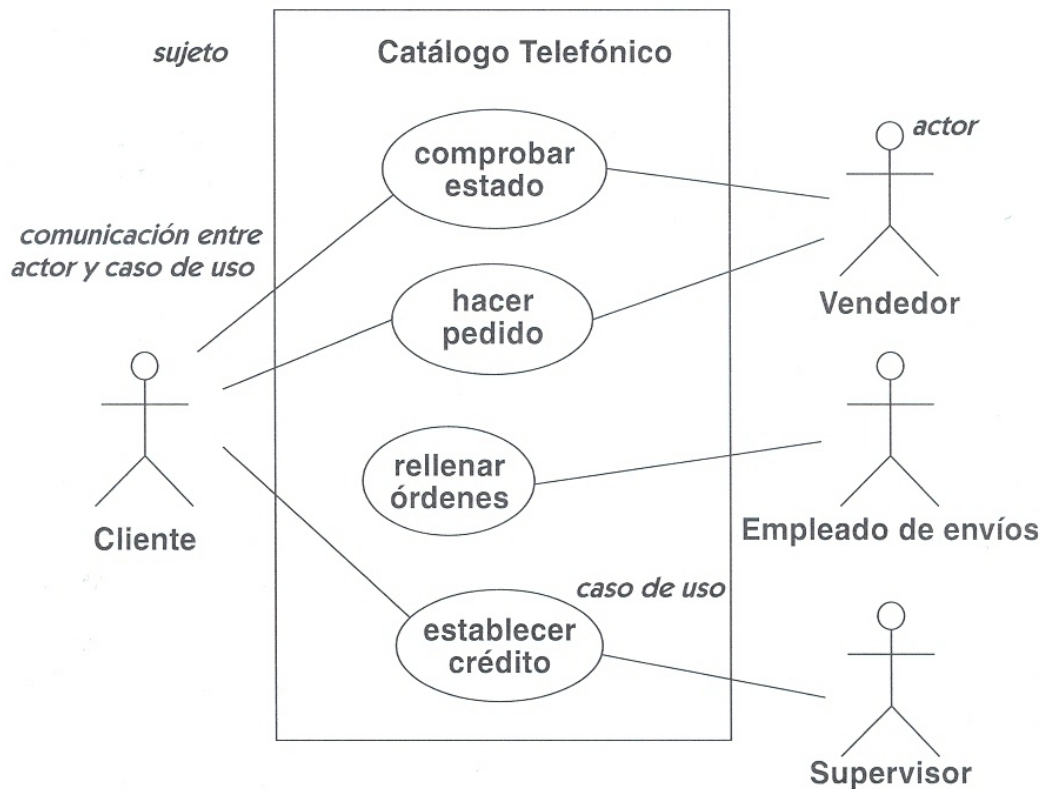 sujeto
Catálogo Telefónico
comprobar
estado
actor
comunicación entre
actor y caso de uso
hacer
pedido
Vendedor
rellenar
órdenes
Cliente
Empleado de envíos
caso de uso
establecer
crédito
Supervisor